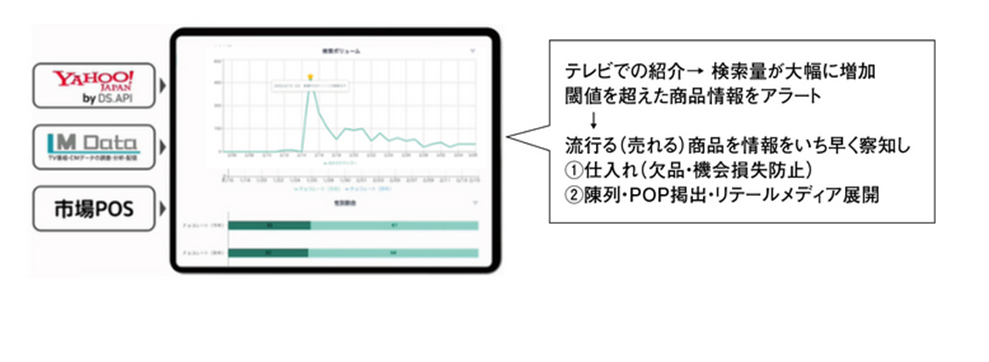 YAHOO!
JAPAN
by DS.API
M Data
TV番組・CMデータの調査・分析・配信
市場POS
検索ボリューム
性別割合
テレビでの紹介→ 検索量が大幅に増加
閾値を超えた商品情報をアラート
↓
流行る（売れる）商品を情報をいち早く察知し
①仕入れ（欠品・機会損失防止）
②陳列・POP掲出・リテールメディア展開